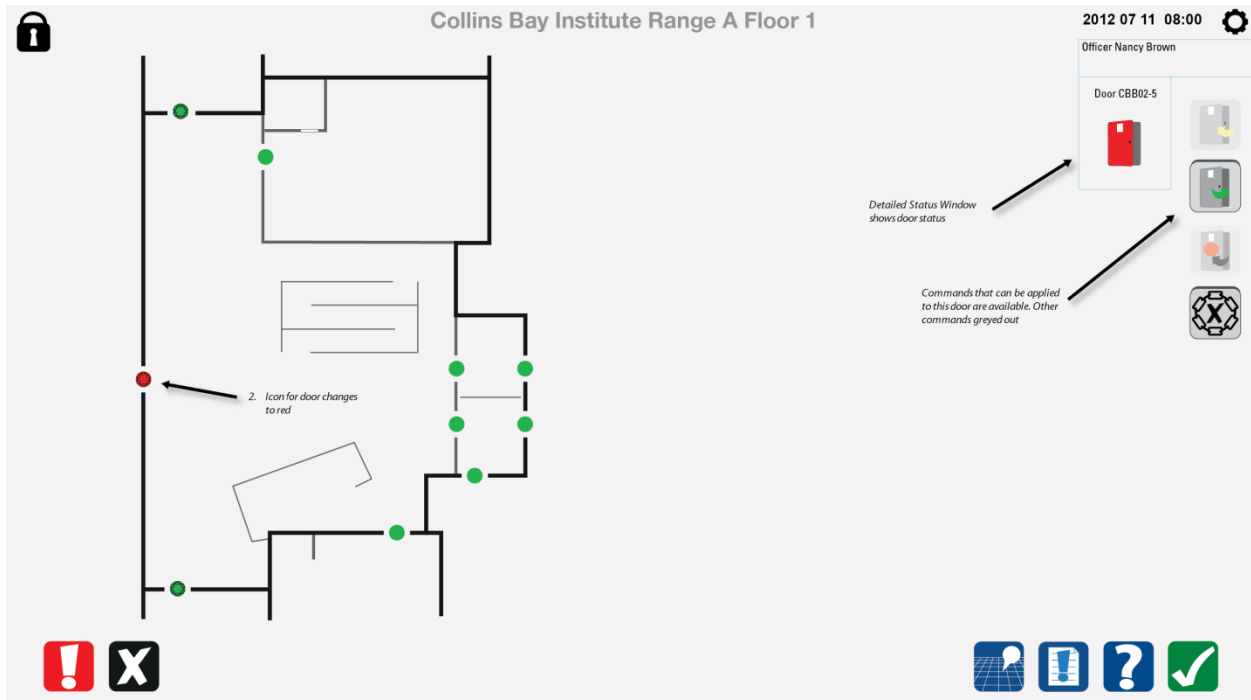 Collins Bay Institute Range A Floor 1
2012 07 11 08:00
Officer Nancy Brown
Door CBB02-5
Detailed Status Window
shows door status
Commands that can be applied
to this door are available. Other
commands greyed out
2. Icon for door changes
to red
X
! X ! ?